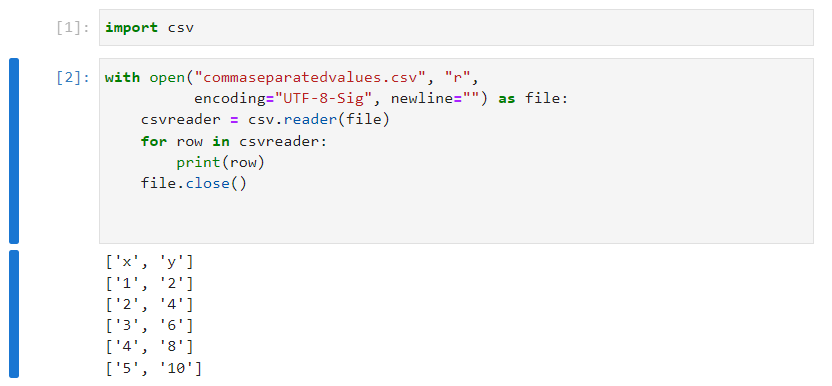 [1]: import csv
[2]: with open("commaseparatedvalues.csv", "r",
          encoding="UTF-8-Sig", newline="") as file:
    csvreader = csv.reader(file)
    for row in csvreader:
        print(row)
    file.close()
['x', 'y']
['1', '2']
['2', '4']
['3', '6']
['4', '8']
['5', '10']